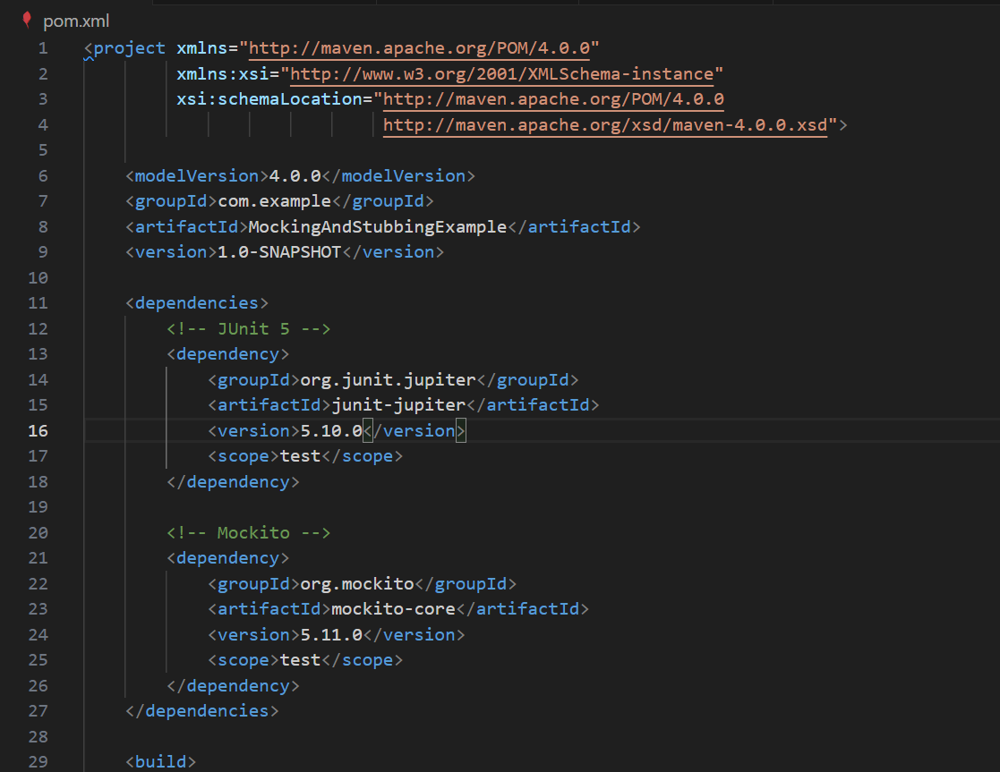 pom.xml
1 <project xmlns="http://maven.apache.org/POM/4.0.0"
2 xmlns:xsi="http://www.w3.org/2001/XMLSchema-instance"
3 xsi:schemaLocation="http://maven.apache.org/POM/4.0.0
4 http://maven.apache.org/xsd/maven-4.0.0.xsd">
5
6 <modelVersion>4.0.0</modelVersion>
7 <groupId>com.example</groupId>
8 <artifactId>MockingAndStubbingExample</artifactId>
9 <version>1.0-SNAPSHOT</version>
10
11 <dependencies>
12 <!-- JUnit 5 -->
13 <dependency>
14 <groupId>org.junit.jupiter</groupId>
15 <artifactId>junit-jupiter</artifactId>
16 <version>5.10.0</version>
17 <scope>test</scope>
18 </dependency>
19
20 <!-- Mockito -->
21 <dependency>
22 <groupId>org.mockito</groupId>
23 <artifactId>mockito-core</artifactId>
24 <version>5.11.0</version>
25 <scope>test</scope>
26 </dependency>
27 </dependencies>
28
29 <build>